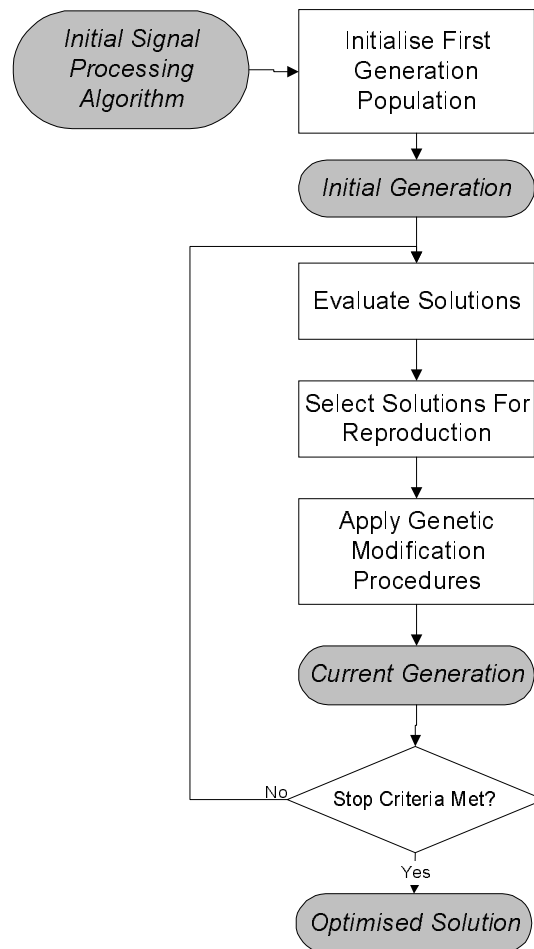 Initial Signal
Processing
Algorithm
Initialise First
Generation
Population
Initial Generation
Evaluate Solutions
Select Solutions For
Reproduction
Apply Genetic
Modification
Procedures
Current Generation
Stop Criteria Met?
No
Yes
Optimised Solution